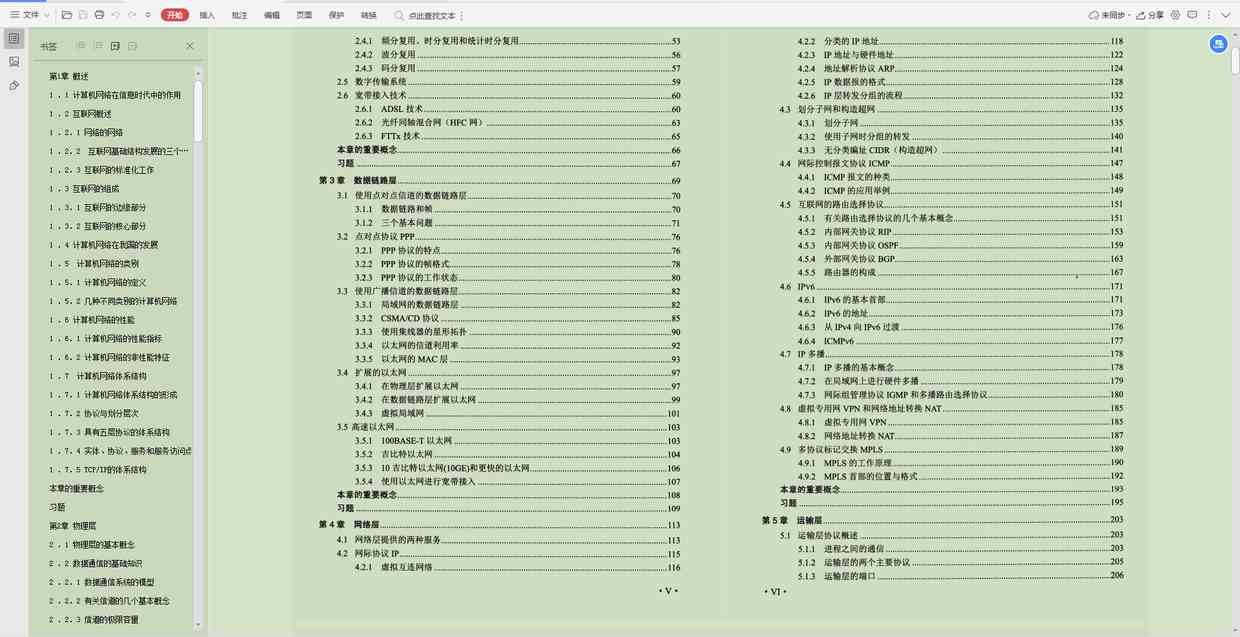 文件
开始
插入
批注
编辑
页面
保护
转换
点此查找文本
未同步
分享
书签
第1章 概述
1 . 1 计算机网络在信息时代中的作用
1 . 2 互联网概述
1 . 2. 1 网络的网络
1 . 2. 2 互联网基础结构发展的三个…
1 . 2. 3 互联网的标准化工作
1 . 3 互联网的组成
1 . 3. 1 互联网的边缘部分
1 . 3. 2 互联网的核心部分
1 . 4 计算机网络在我国的发展
1 . 5 计算机网络的类别
1 . 5. 1 计算机网络的定义
1 . 5. 2 几种不同类别的计算机网络
1 . 6 计算机网络的性能
1 . 6. 1 计算机网络的性能指标
1 . 6. 2 计算机网络的非性能特征
1 . 7 计算机网络体系结构
1 . 7. 1 计算机网络体系结构的形成
1 . 7. 2 协议与划分层次
1 . 7. 3 具有五层协议的体系结构
1 . 7. 4 实体、协议、服务和服务访问点
1 . 7. 5 TCP/IP的体系结构
本章的重要概念
习题
第2章 物理层
2 . 1 物理层的基本概念
2 . 2 数据通信的基础知识
2 . 2. 1 数据通信系统的模型
2 . 2. 2 有关信道的几个基本概念
2 . 2. 3 信道的极限容量
2.4.1 频分复用、时分复用和统计时分复用 53
2.4.2 波分复用 56
2.4.3 码分复用 57
2.5 数字传输系统 59
2.6 宽带接入技术 60
2.6.1 ADSL 技术 60
2.6.2 光纤同轴混合网（HFC 网） 63
2.6.3 FTTx 技术 65
本章的重要概念 66
习题 67
第 3 章 数据链路层 69
3.1 使用点对点信道的数据链路层 70
3.1.1 数据链路和帧 70
3.1.2 三个基本问题 71
3.2 点对点协议 PPP 76
3.2.1 PPP 协议的特点 76
3.2.2 PPP 协议的帧格式 78
3.2.3 PPP 协议的工作状态 80
3.3 使用广播信道的数据链路层 82
3.3.1 局域网的数据链路层 82
3.3.2 CSMA/CD 协议 85
3.3.3 使用集线器的星形拓扑 90
3.3.4 以太网的信道利用率 92
3.3.5 以太网的 MAC 层 93
3.4 扩展的以太网 97
3.4.1 在物理层扩展以太网 97
3.4.2 在数据链路层扩展以太网 99
3.4.3 虚拟局域网 101
3.5 高速以太网 103
3.5.1 100BASE-T 以太网 103
3.5.2 吉比特以太网 104
3.5.3 10 吉比特以太网(10GE)和更快的以太网 106
3.5.4 使用以太网进行宽带接入 107
本章的重要概念 108
习题 109
第 4 章 网络层 113
4.1 网络层提供的两种服务 113
4.2 网际协议 IP 115
4.2.1 虚拟互连网络 116
• V •
4.2.2 分类的 IP 地址 118
4.2.3 IP 地址与硬件地址 122
4.2.4 地址解析协议 ARP 124
4.2.5 IP 数据报的格式 128
4.2.6 IP 层转发分组的流程 132
4.3 划分子网和构造超网 135
4.3.1 划分子网 135
4.3.2 使用子网时分组的转发 140
4.3.3 无分类编址 CIDR（构造超网） 141
4.4 网际控制报文协议 ICMP 147
4.4.1 ICMP 报文的种类 148
4.4.2 ICMP 的应用举例 149
4.5 互联网的路由选择协议 151
4.5.1 有关路由选择协议的几个基本概念 151
4.5.2 内部网关协议 RIP 153
4.5.3 内部网关协议 OSPF 159
4.5.4 外部网关协议 BGP 163
4.5.5 路由器的构成 167
4.6 IPv6 171
4.6.1 IPv6 的基本首部 171
4.6.2 IPv6 的地址 173
4.6.3 从 IPv4 向 IPv6 过渡 176
4.6.4 ICMPv6 177
4.7 IP 多播 178
4.7.1 IP 多播的基本概念 178
4.7.2 在局域网上进行硬件多播 179
4.7.3 网际组管理协议 IGMP 和多播路由选择协议 180
4.8 虚拟专用网 VPN 和网络地址转换 NAT 185
4.8.1 虚拟专用网 VPN 185
4.8.2 网络地址转换 NAT 187
4.9 多协议标记交换 MPLS 189
4.9.1 MPLS 的工作原理 190
4.9.2 MPLS 首部的位置与格式 192
本章的重要概念 193
习题 195
第 5 章 运输层 203
5.1 运输层协议概述 203
5.1.1 进程之间的通信 203
5.1.2 运输层的两个主要协议 205
5.1.3 运输层的端口 206
• VI •